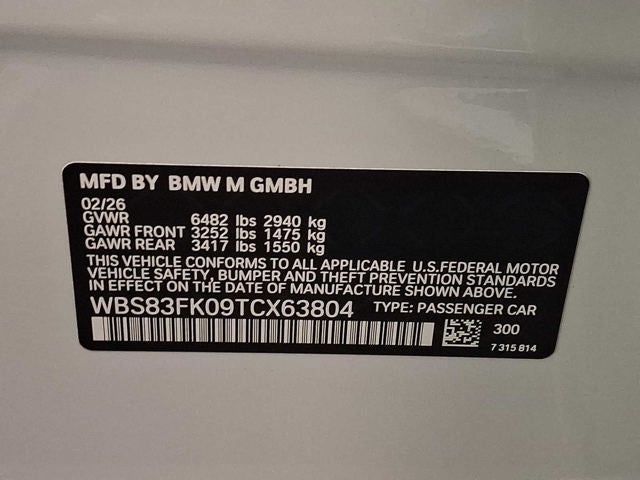 MFD BY BMW M GMBH
02/26
GVWR 6482 lbs 2940 kg
GAWR FRONT 3252 lbs 1475 kg
GAWR REAR 3417 lbs 1550 kg
THIS VEHICLE CONFORMS TO ALL APPLICABLE U.S.FEDERAL MOTOR
VEHICLE SAFETY, BUMPER AND THEFT PREVENTION STANDARDS
IN EFFECT ON THE DATE OF MANUFACTURE SHOWN ABOVE.
WBS83FK09TCX63804 TYPE: PASSENGER CAR
300
7 315 814